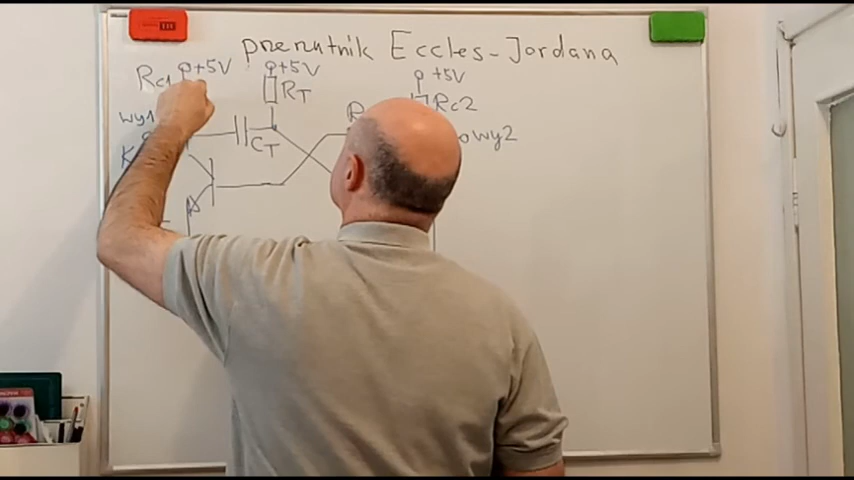 przerzutnik Eccles-Jordana
+5V +5V +5V
Rc1 RT Rc2
wy1 wy2
CT